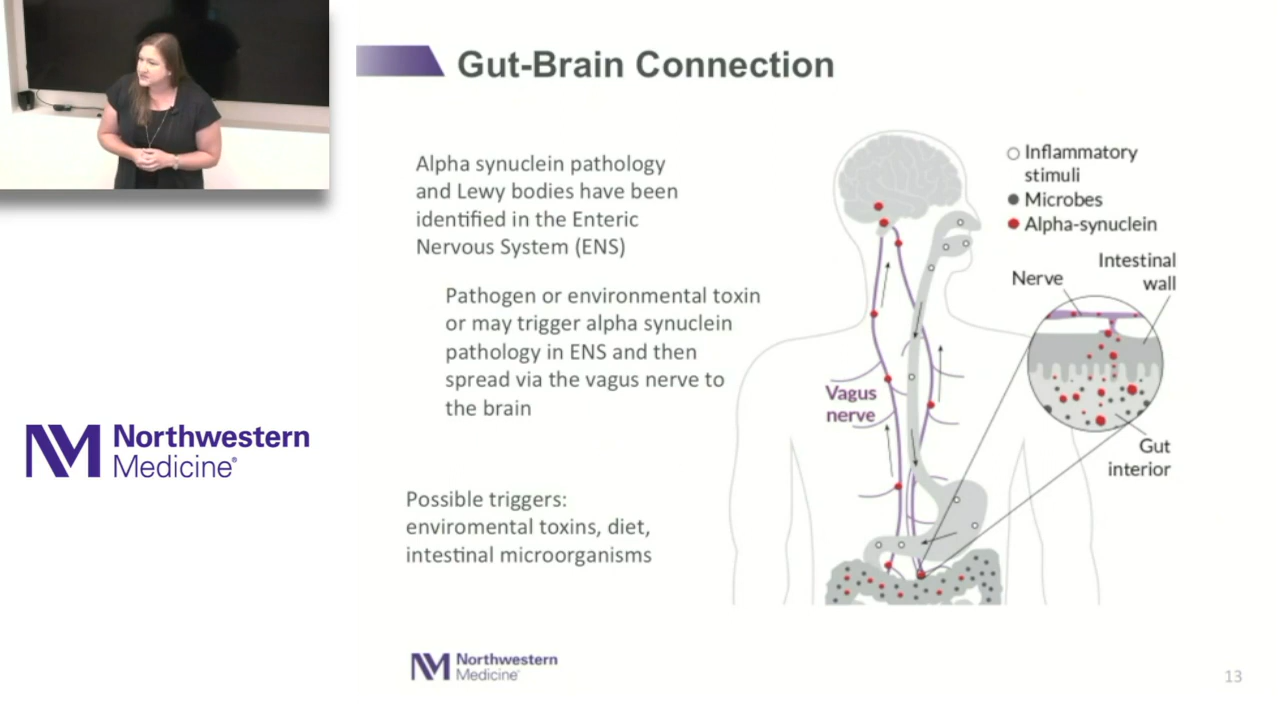 Gut-Brain Connection
Alpha synuclein pathology
and Lewy bodies have been
identified in the Enteric
Nervous System (ENS)
Pathogen or environmental toxin
or may trigger alpha synuclein
pathology in ENS and then
spread via the vagus nerve to
the brain
Possible triggers:
enviromental toxins, diet,
intestinal microorganisms
Inflammatory
stimuli
Microbes
Alpha-synuclein
Intestinal
wall
Nerve
Vagus
nerve
Gut
interior
Northwestern
Medicine®
Northwestern
Medicine®
13